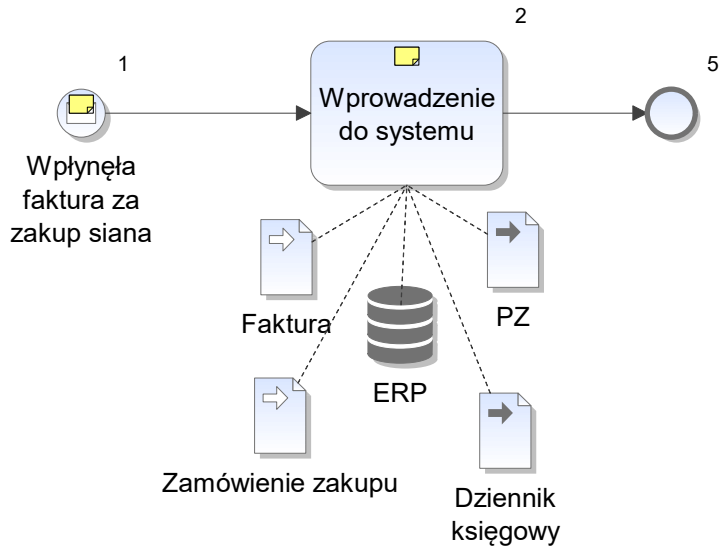 2
1
5
Wprowadzenie
do systemu
Wpłynęła
faktura za
zakup siana
Faktura
PZ
ERP
Zamówienie zakupu
Dziennik
księgowy